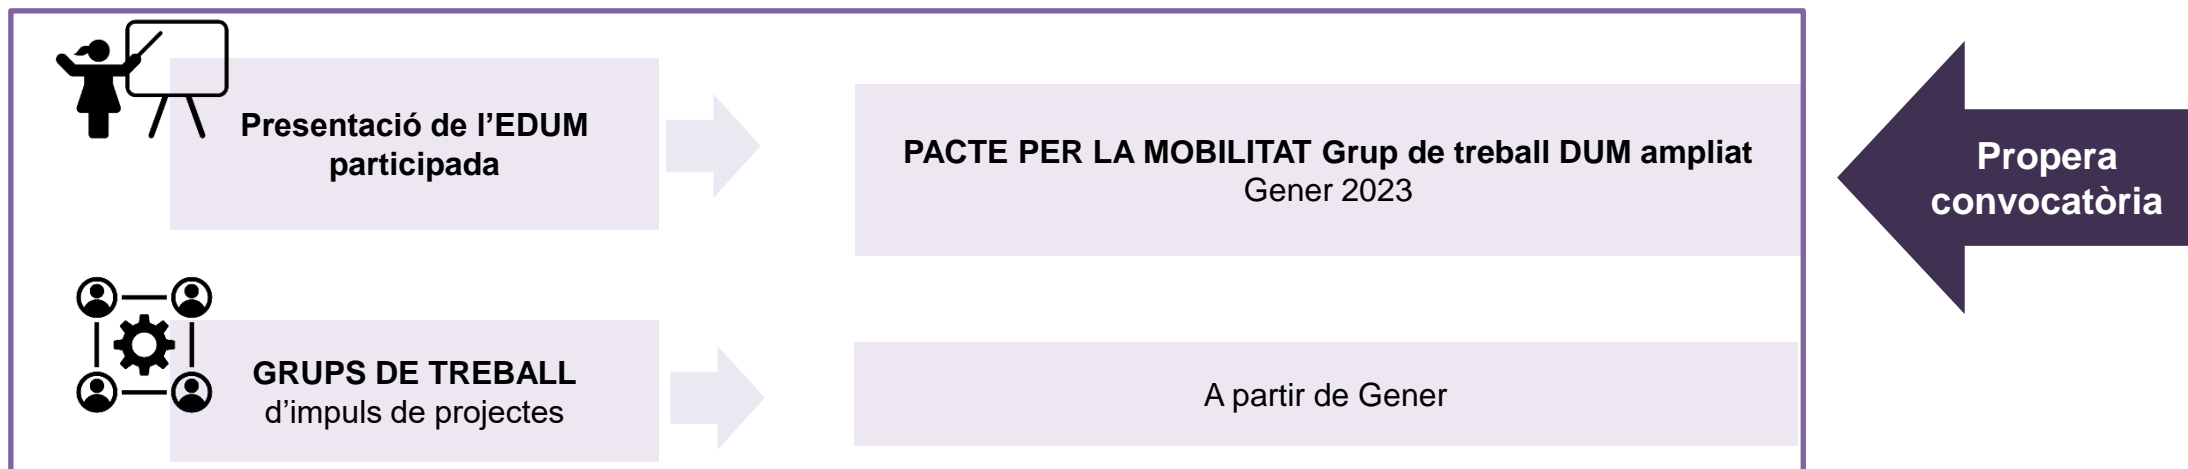 Presentació de l’EDUM
participada
PACTE PER LA MOBILITAT Grup de treball DUM ampliat
Gener 2023
Propera
convocatòria
GRUPS DE TREBALL
d’impuls de projectes
A partir de Gener